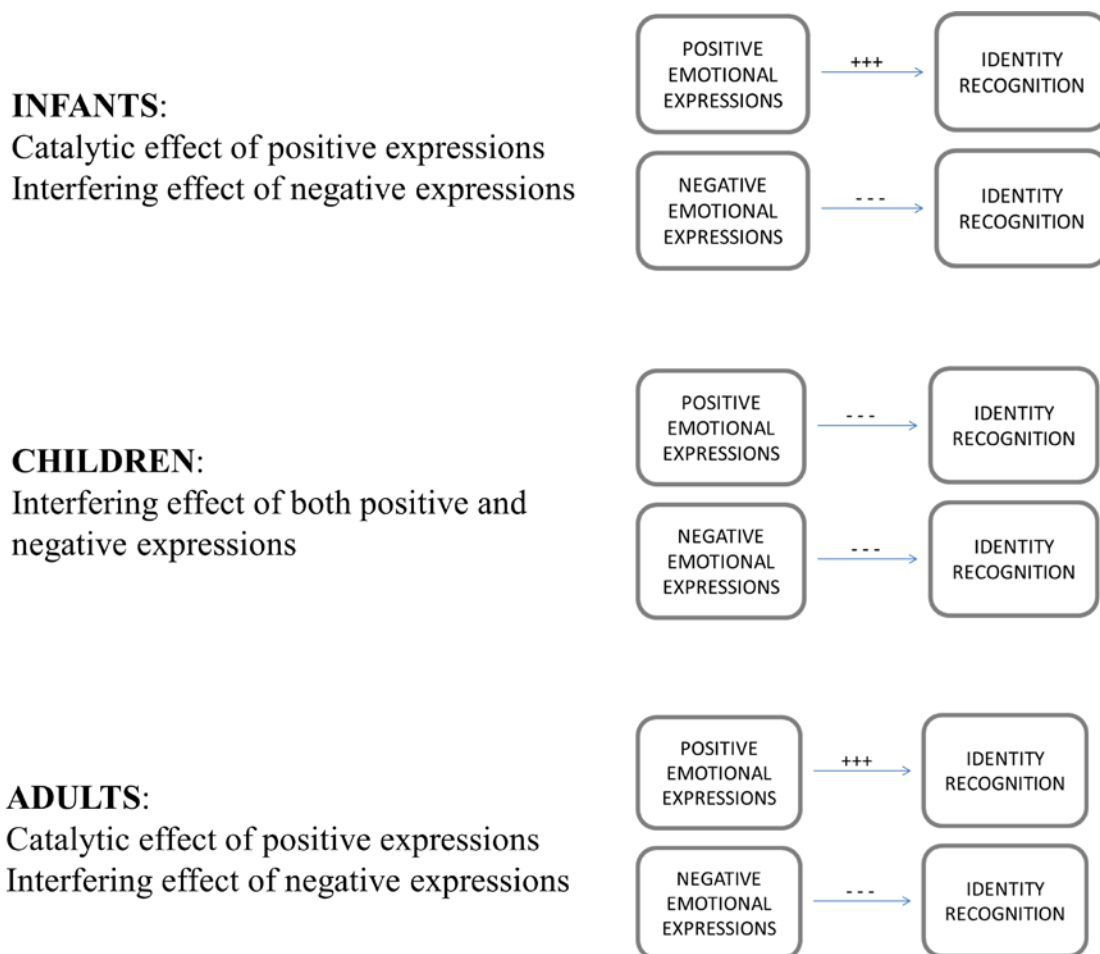 INFANTS:
Catalytic effect of positive expressions
Interfering effect of negative expressions
POSITIVE
EMOTIONAL
EXPRESSIONS
+++
IDENTITY
RECOGNITION
NEGATIVE
EMOTIONAL
EXPRESSIONS
- - -
IDENTITY
RECOGNITION
CHILDREN:
Interfering effect of both positive and
negative expressions
POSITIVE
EMOTIONAL
EXPRESSIONS
- - -
IDENTITY
RECOGNITION
NEGATIVE
EMOTIONAL
EXPRESSIONS
- - -
IDENTITY
RECOGNITION
ADULTS:
Catalytic effect of positive expressions
Interfering effect of negative expressions
POSITIVE
EMOTIONAL
EXPRESSIONS
+++
IDENTITY
RECOGNITION
NEGATIVE
EMOTIONAL
EXPRESSIONS
- - -
IDENTITY
RECOGNITION